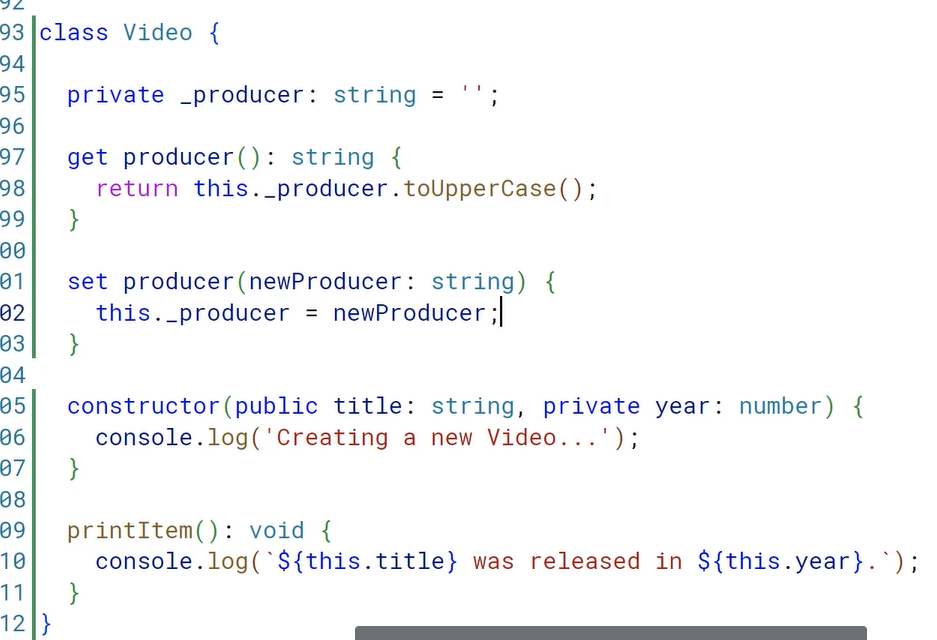 92
93 class Video {
94
95   private _producer: string = '';
96
97   get producer(): string {
98     return this._producer.toUpperCase();
99   }
00
01   set producer(newProducer: string) {
02     this._producer = newProducer;
03   }
04
05   constructor(public title: string, private year: number) {
06     console.log('Creating a new Video...');
07   }
08
09   printItem(): void {
10     console.log(`${this.title} was released in ${this.year}.`);
11   }
12 }